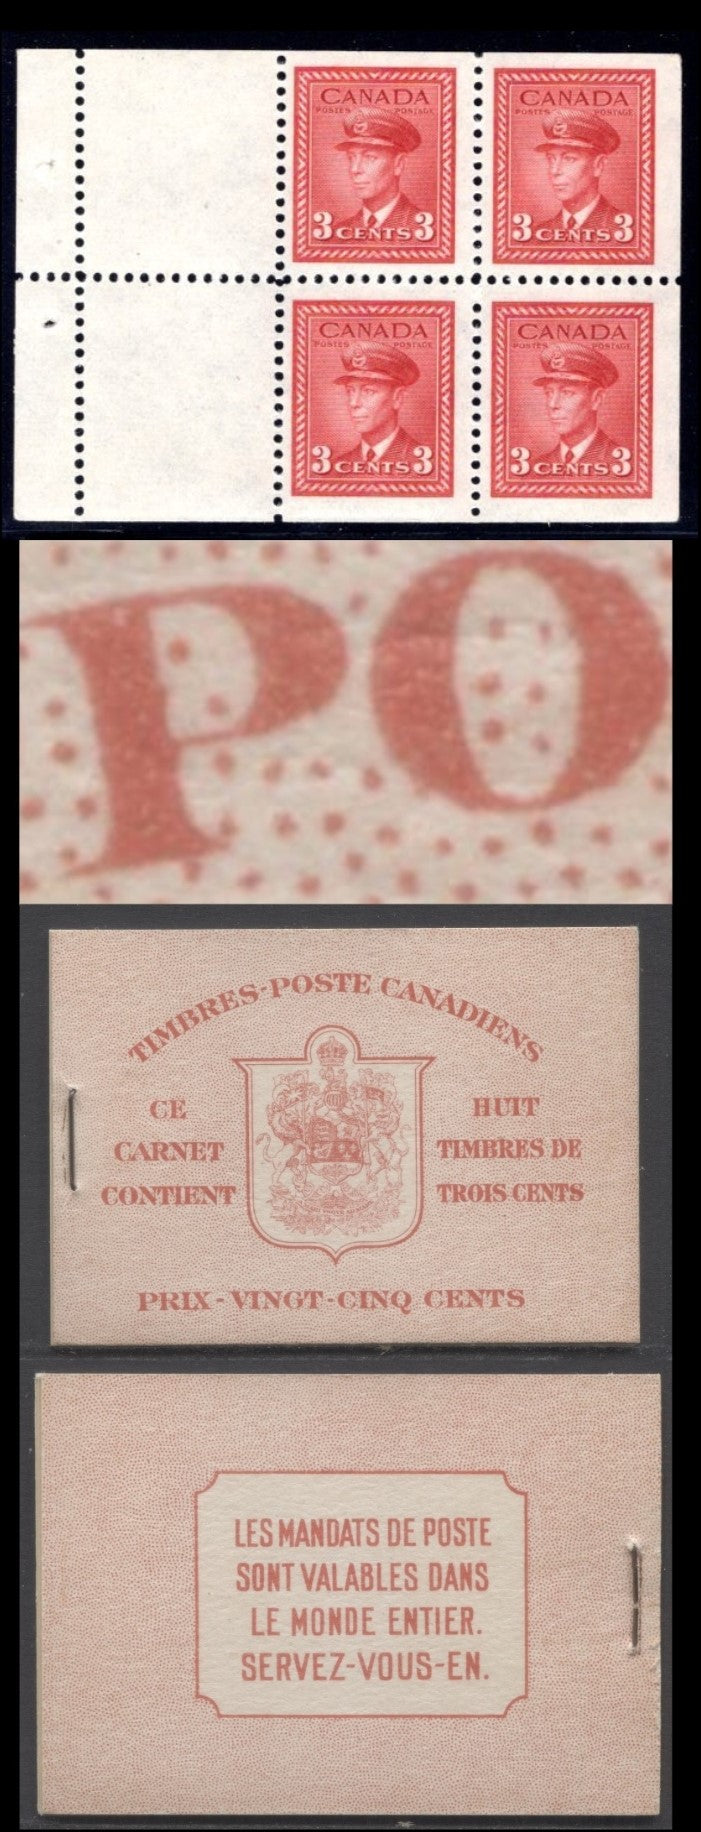 CANADA
POSTES POSTAGE
3 CENTS 3
CANADA
POSTES POSTAGE
3 CENTS 3
CANADA
POSTES POSTAGE
3 CENTS 3
CANADA
POSTES POSTAGE
3 CENTS 3
PO
TIMBRES-POSTE CANADIENS
CE
CARNET
CONTIENT
HUIT
TIMBRES DE
TROIS CENTS
PRIX - VINGT - CINQ CENTS
LES MANDATS DE POSTE
SONT VALABLES DANS
LE MONDE ENTIER.
SERVEZ-VOUS-EN.